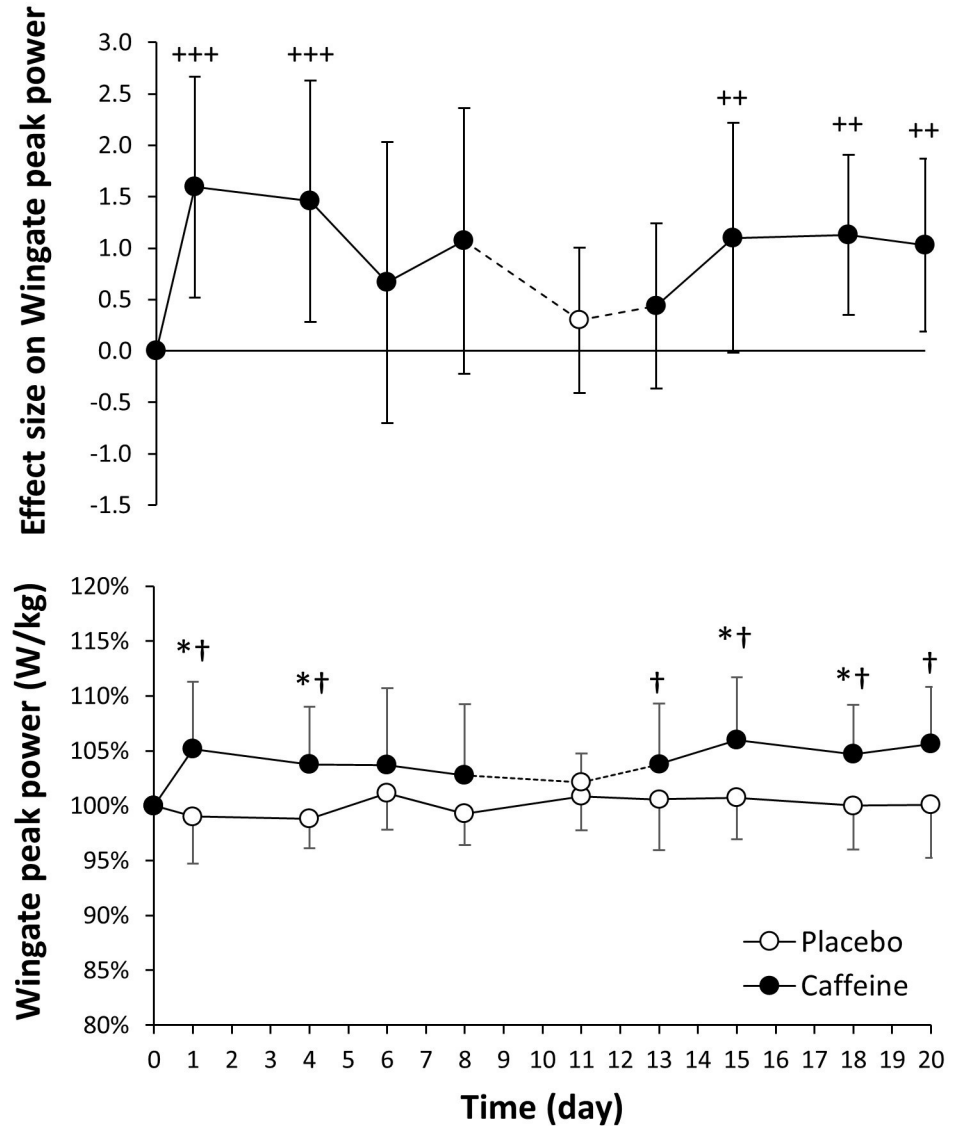 Effect size on Wingate peak power
3.0
2.5
2.0
1.5
1.0
0.5
0.0
-0.5
-1.0
-1.5
+++ +++ ++ ++ ++
Wingate peak power (W/kg)
120%
115%
110%
105%
100%
95%
90%
85%
80%
*† *† † *† *† †
Placebo
Caffeine
0 1 2 3 4 5 6 7 8 9 10 11 12 13 14 15 16 17 18 19 20
Time (day)